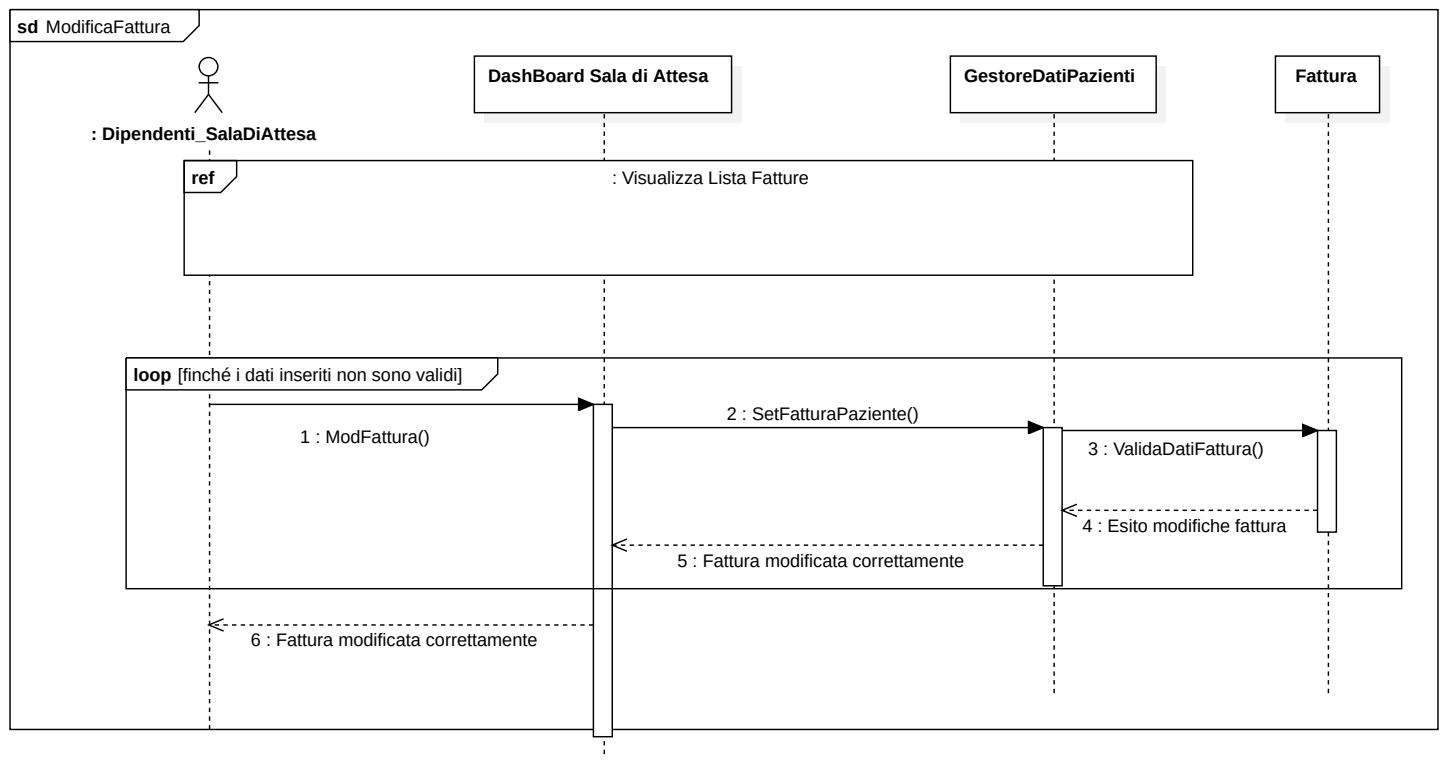 sd ModificaFattura
: Dipendenti_SalaDiAttesa
DashBoard Sala di Attesa
GestoreDatiPazienti
Fattura
ref
: Visualizza Lista Fatture
loop [finché i dati inseriti non sono validi]
1 : ModFattura()
2 : SetFatturaPaziente()
3 : ValidaDatiFattura()
4 : Esito modifiche fattura
5 : Fattura modificata correttamente
6 : Fattura modificata correttamente